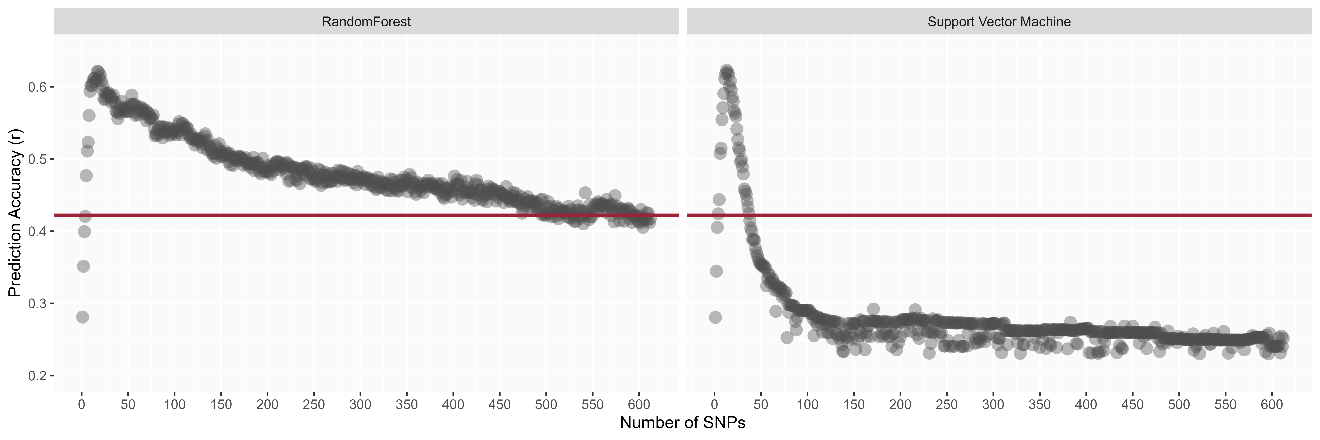 RandomForest
Support Vector Machine
Prediction Accuracy (r)
0.6
0.5
0.4
0.3
0.2
0 50 100 150 200 250 300 350 400 450 500 550 600
0 50 100 150 200 250 300 350 400 450 500 550 600
Number of SNPs